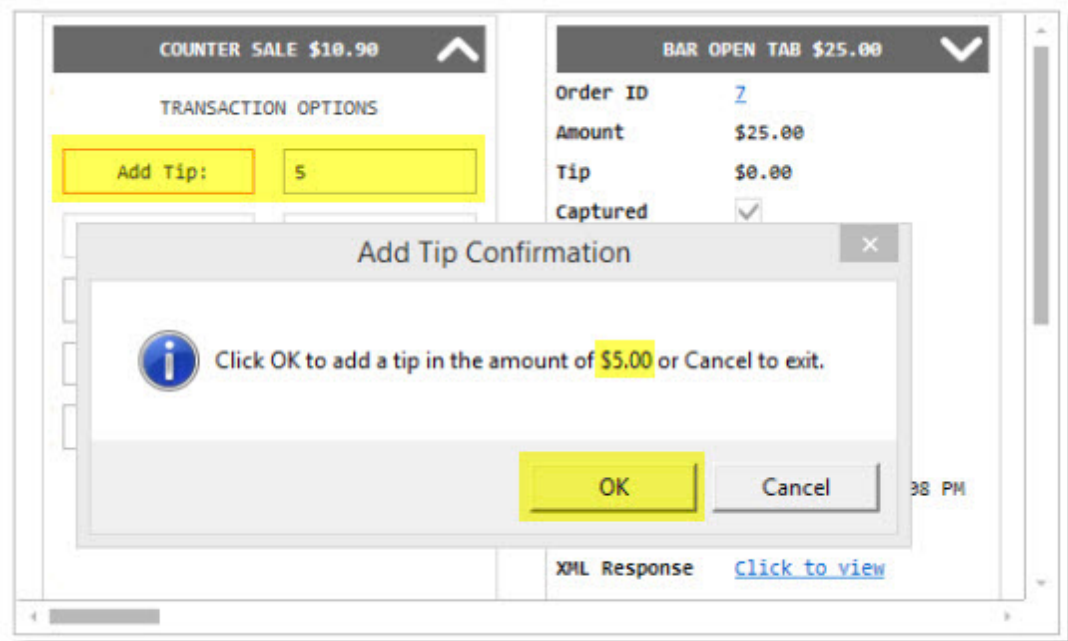 COUNTER SALE $10.90
TRANSACTION OPTIONS
Add Tip:
5
BAR OPEN TAB $25.00
Order ID 7
Amount $25.00
Tip $0.00
Captured
Add Tip Confirmation
Click OK to add a tip in the amount of $5.00 or Cancel to exit.
OK
Cancel
PM
XML Response Click to view